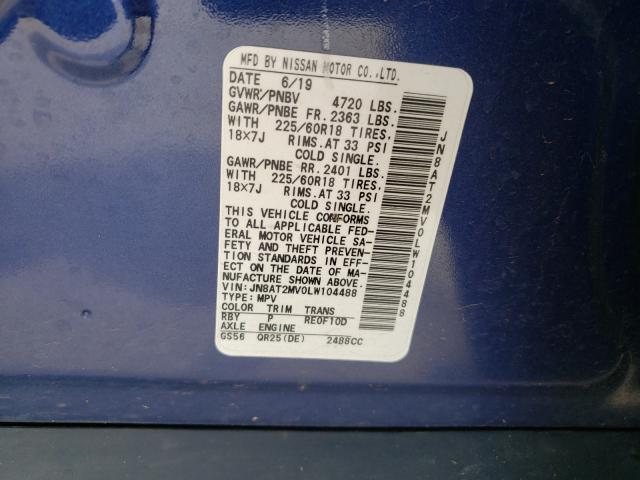 MFD BY NISSAN MOTOR CO.,LTD.
DATE 6/19
GVWR/PNBV 4720 LBS.
GAWR/PNBE FR. 2363 LBS.
WITH 225/60R18 TIRES,
18X7J RIMS.AT 33 PSI
COLD SINGLE.
GAWR/PNBE RR. 2401 LBS.
WITH 225/60R18 TIRES,
18X7J RIMS.AT 33 PSI
COLD SINGLE.
THIS VEHICLE CONFORMS
TO ALL APPLICABLE FED-
ERAL MOTOR VEHICLE SA-
FETY AND THEFT PREVEN-
TION STANDARDS IN EFF-
ECT ON THE DATE OF MA-
NUFACTURE SHOWN ABOVE.
VIN: JN8AT2MV0LW104488
TYPE: MPV
COLOR TRIM TRANS
RBY P RE0F10D
AXLE ENGINE
GS56 QR25(DE) 2488CC
JN8AT2MV0LW104488